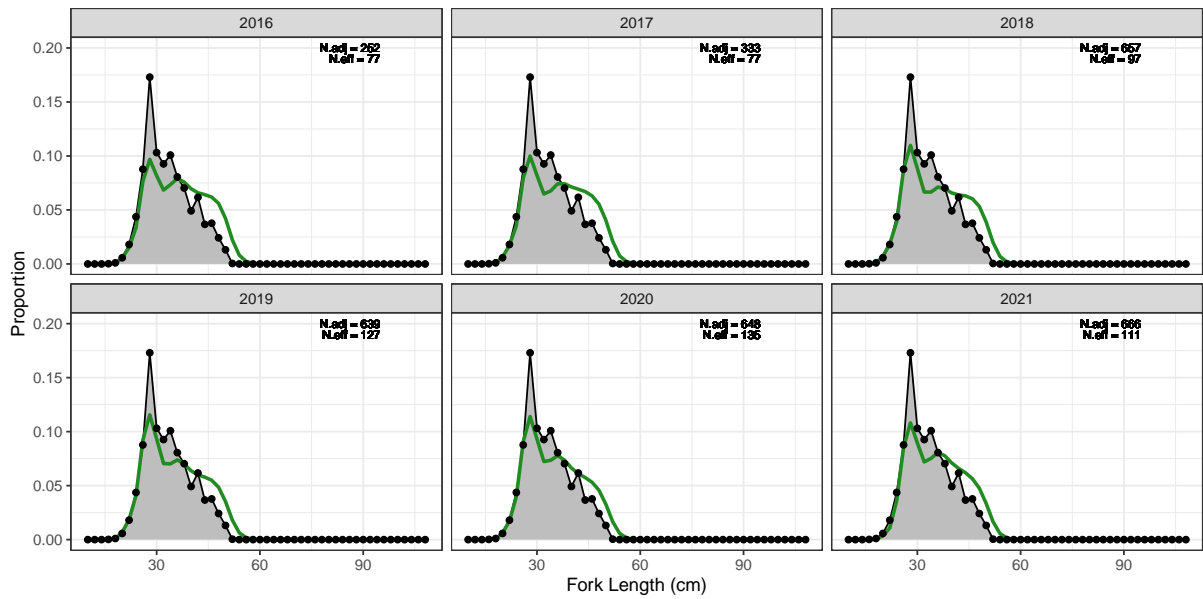 2016 2017 2018
N.adj = 252 N.adj = 333 N.adj = 657
N.eff = 77 N.eff = 77 N.eff = 97
0.20
0.15
0.10
0.05
0.00
2019 2020 2021
N.adj = 639 N.adj = 648 N.adj = 666
N.eff = 127 N.eff = 135 N.eff = 111
0.20
0.15
0.10
0.05
0.00
30 60 90 30 60 90 30 60 90
Proportion
Fork Length (cm)